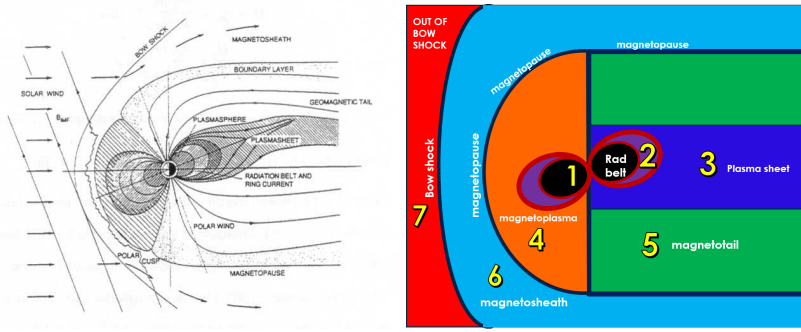 BOW SHOCK
MAGNETOSHEATH
BOUNDARY LAYER
SOLAR WIND
GEOMAGNETIC TAIL
B IMF
PLASMASPHERE
PLASMASHEET
RADIATION BELT AND
RING CURRENT
POLAR WIND
POLAR CUSP
MAGNETOPAUSE
OUT OF
BOW
SHOCK
magnetopause
magnetopause
magnetopause
Bow shock
7
1
Rad
belt
2
3
Plasma sheet
magnetoplasma
4
5
magnetotail
6
magnetosheath